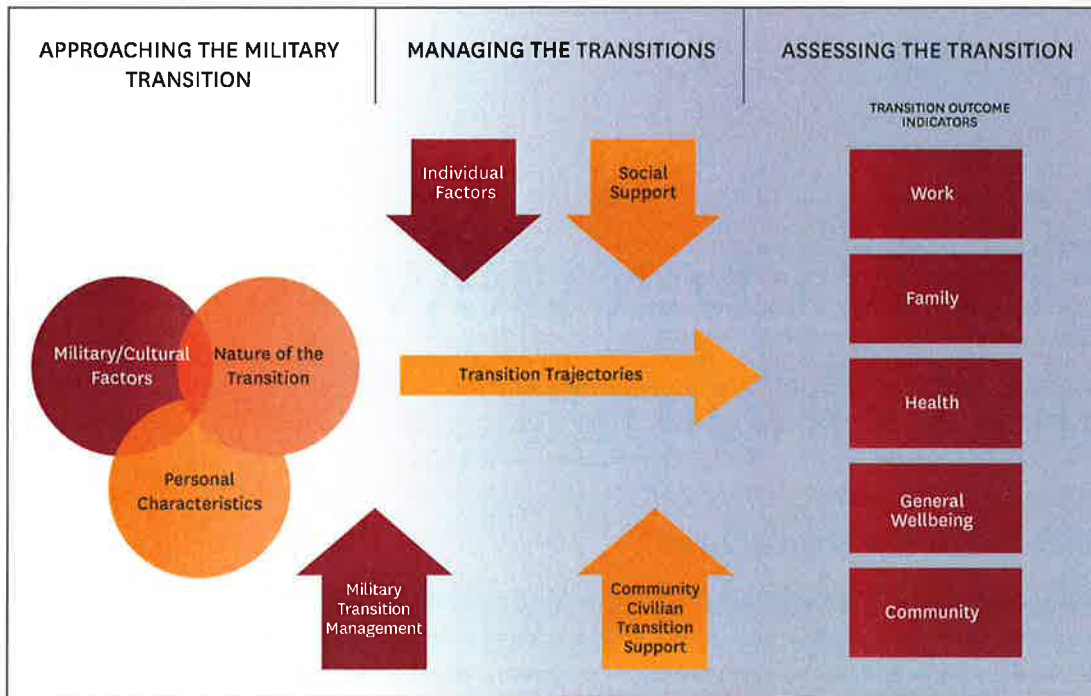 APPROACHING THE MILITARY
TRANSITION
MANAGING THE TRANSITIONS
ASSESSING THE TRANSITION
TRANSITION OUTCOME
INDICATORS
Individual
Factors
Social
Support
Work
Family
Military/Cultural
Factors
Nature of the
Transition
Transition Trajectories
Health
Personal
Characteristics
General
Wellbeing
Military
Transition
Management
Community
Civilian
Transition
Support
Community